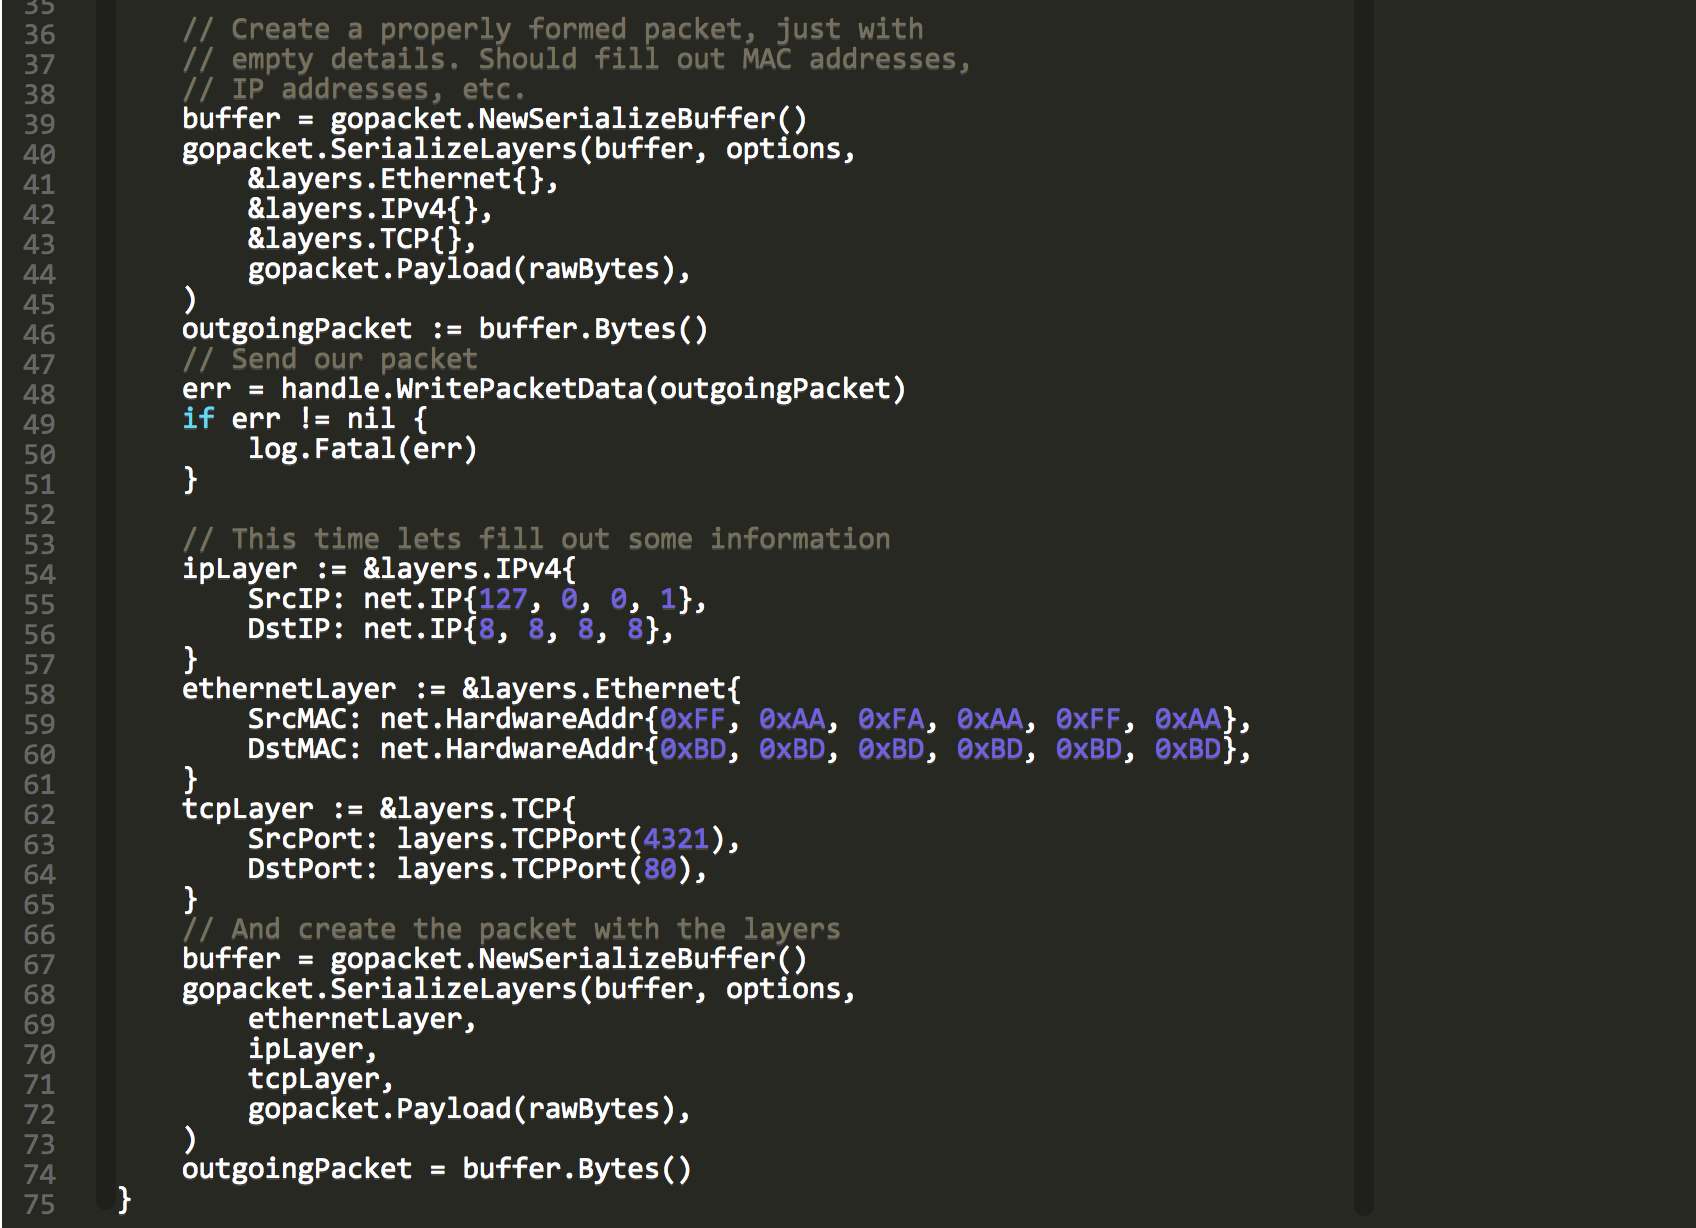 35
36 // Create a properly formed packet, just with
37 // empty details. Should fill out MAC addresses,
38 // IP addresses, etc.
39 buffer = gopacket.NewSerializeBuffer()
40 gopacket.SerializeLayers(buffer, options,
41     &layers.Ethernet{},
42     &layers.IPv4{},
43     &layers.TCP{},
44     gopacket.Payload(rawBytes),
45 )
46 outgoingPacket := buffer.Bytes()
47 // Send our packet
48 err = handle.WritePacketData(outgoingPacket)
49 if err != nil {
50     log.Fatal(err)
51 }
52
53 // This time lets fill out some information
54 ipLayer := &layers.IPv4{
55     SrcIP: net.IP{127, 0, 0, 1},
56     DstIP: net.IP{8, 8, 8, 8},
57 }
58 ethernetLayer := &layers.Ethernet{
59     SrcMAC: net.HardwareAddr{0xFF, 0xAA, 0xFA, 0xAA, 0xFF, 0xAA},
60     DstMAC: net.HardwareAddr{0xBD, 0xBD, 0xBD, 0xBD, 0xBD, 0xBD},
61 }
62 tcpLayer := &layers.TCP{
63     SrcPort: layers.TCPPort(4321),
64     DstPort: layers.TCPPort(80),
65 }
66 // And create the packet with the layers
67 buffer = gopacket.NewSerializeBuffer()
68 gopacket.SerializeLayers(buffer, options,
69     ethernetLayer,
70     ipLayer,
71     tcpLayer,
72     gopacket.Payload(rawBytes),
73 )
74 outgoingPacket = buffer.Bytes()
75 }